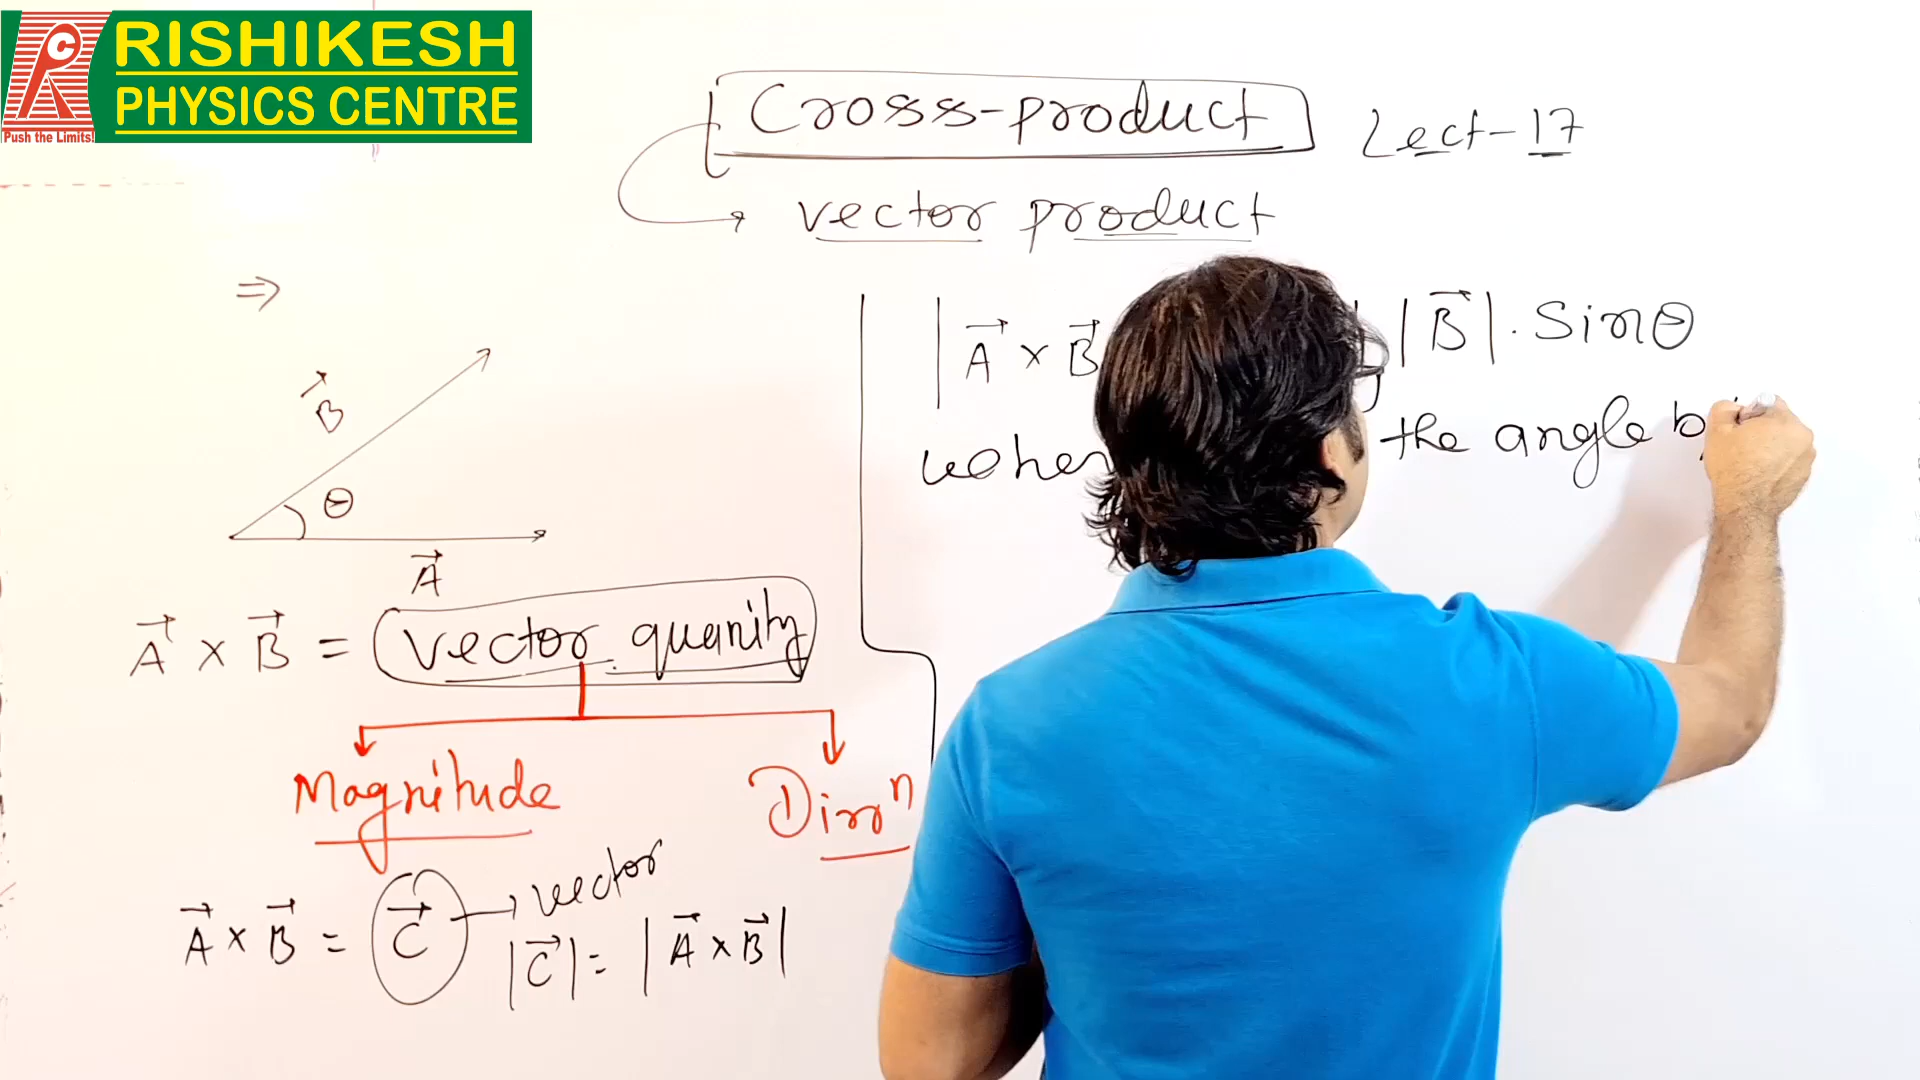 RISHIKESH
PHYSICS CENTRE
Push the Limits!
Cross-product
Lect-17
vector product
⇒
B⃗
θ
A⃗
A⃗ × B⃗ = vector quanity
Magnitude
Dirrⁿ
A⃗ × B⃗ = C⃗ → vector
|C⃗| = |A⃗ × B⃗|
|A⃗ × B⃗ |B⃗|. Sinθ
the angle